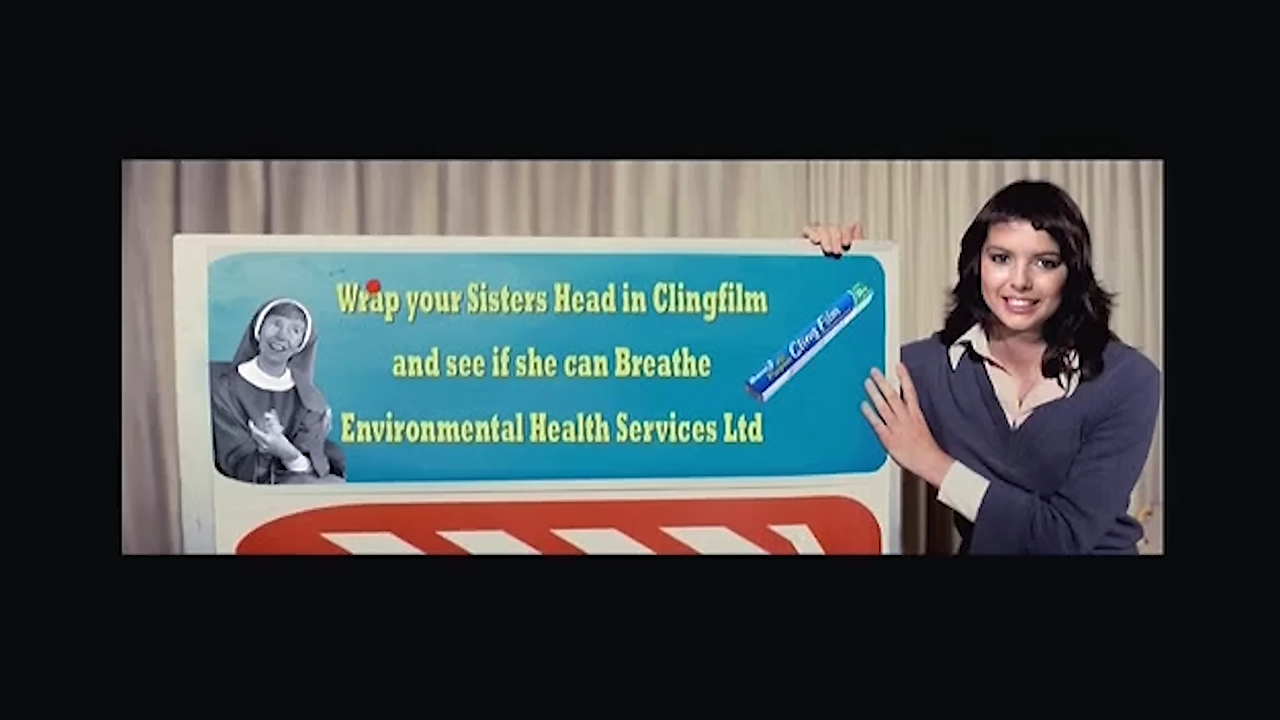 Wrap your Sisters Head in Clingfilm
and see if she can Breathe
Environmental Health Services Ltd
Cling Film